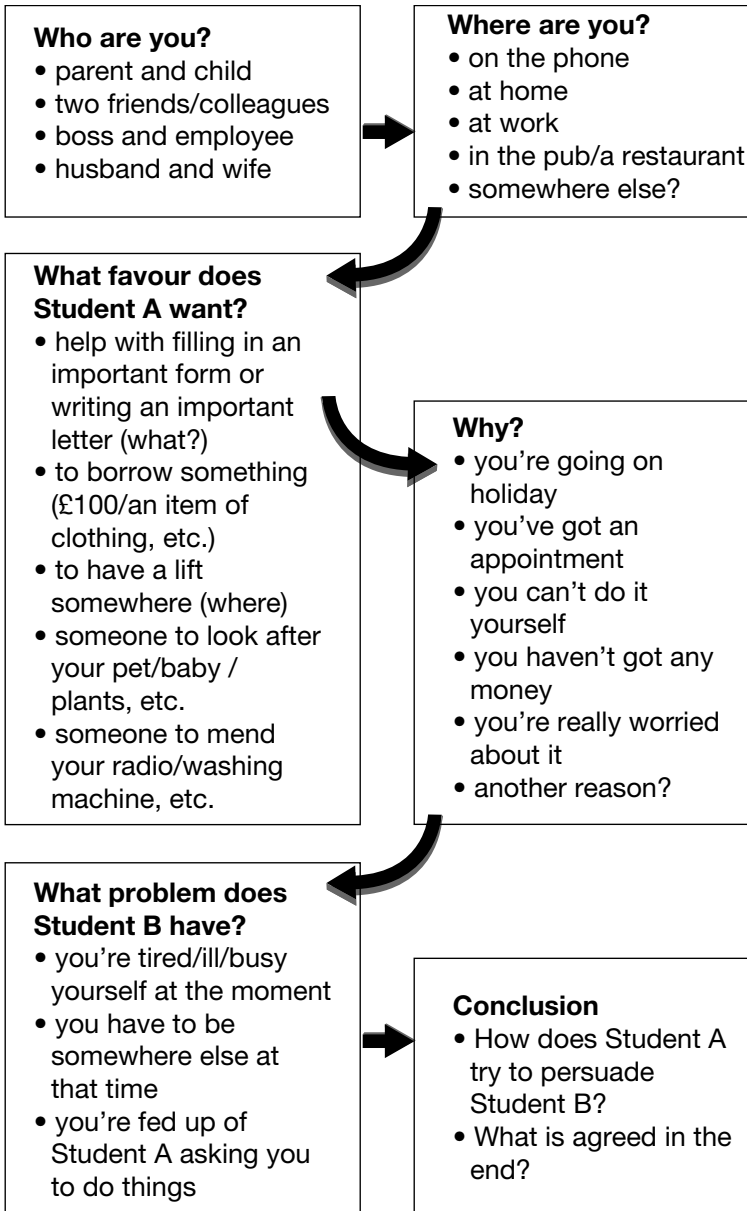 Who are you?
• parent and child
• two friends/colleagues
• boss and employee
• husband and wife
Where are you?
• on the phone
• at home
• at work
• in the pub/a restaurant
• somewhere else?
What favour does
Student A want?
• help with filling in an
important form or
writing an important
letter (what?)
• to borrow something
(£100/an item of
clothing, etc.)
• to have a lift
somewhere (where)
• someone to look after
your pet/baby /
plants, etc.
• someone to mend
your radio/washing
machine, etc.
Why?
• you’re going on
holiday
• you’ve got an
appointment
• you can’t do it
yourself
• you haven’t got any
money
• you’re really worried
about it
• another reason?
What problem does
Student B have?
• you’re tired/ill/busy
yourself at the moment
• you have to be
somewhere else at
that time
• you’re fed up of
Student A asking you
to do things
Conclusion
• How does Student A
try to persuade
Student B?
• What is agreed in the
end?